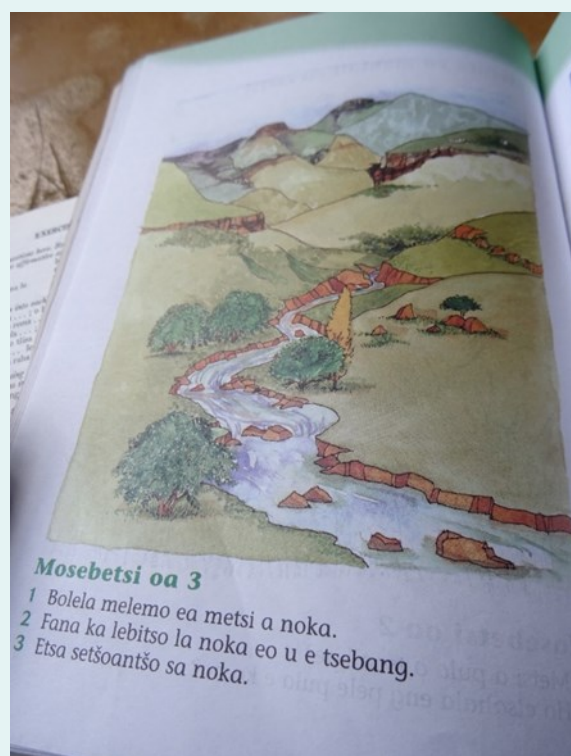 Mosebetsi oa 3
1 Bolela melemo ea metsi a noka.
2 Fana ka lebitso la noka eo u e tsebang.
3 Etsa setšoantšo sa noka.